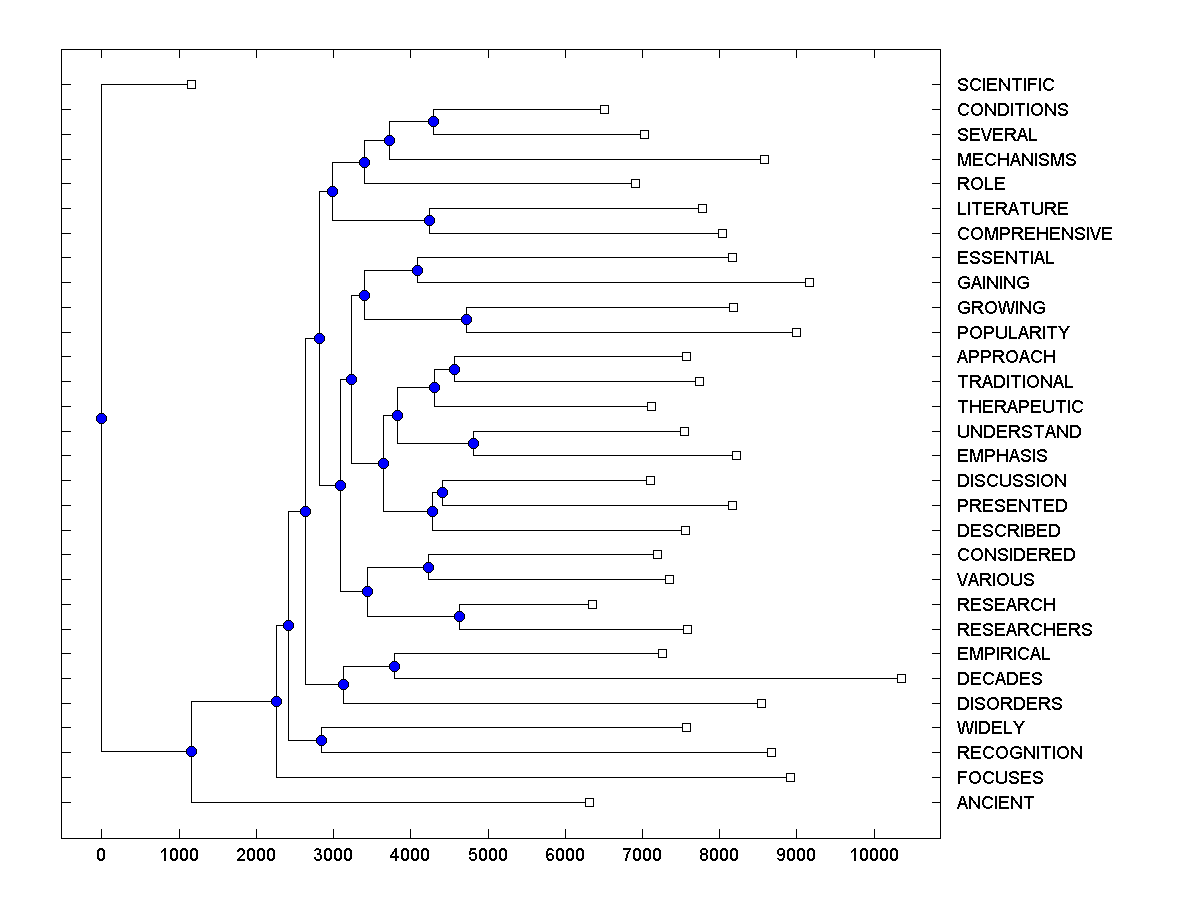 SCIENTIFIC
CONDITIONS
SEVERAL
MECHANISMS
ROLE
LITERATURE
COMPREHENSIVE
ESSENTIAL
GAINING
GROWING
POPULARITY
APPROACH
TRADITIONAL
THERAPEUTIC
UNDERSTAND
EMPHASIS
DISCUSSION
PRESENTED
DESCRIBED
CONSIDERED
VARIOUS
RESEARCH
RESEARCHERS
EMPIRICAL
DECADES
DISORDERS
WIDELY
RECOGNITION
FOCUSES
ANCIENT
0 1000 2000 3000 4000 5000 6000 7000 8000 9000 10000